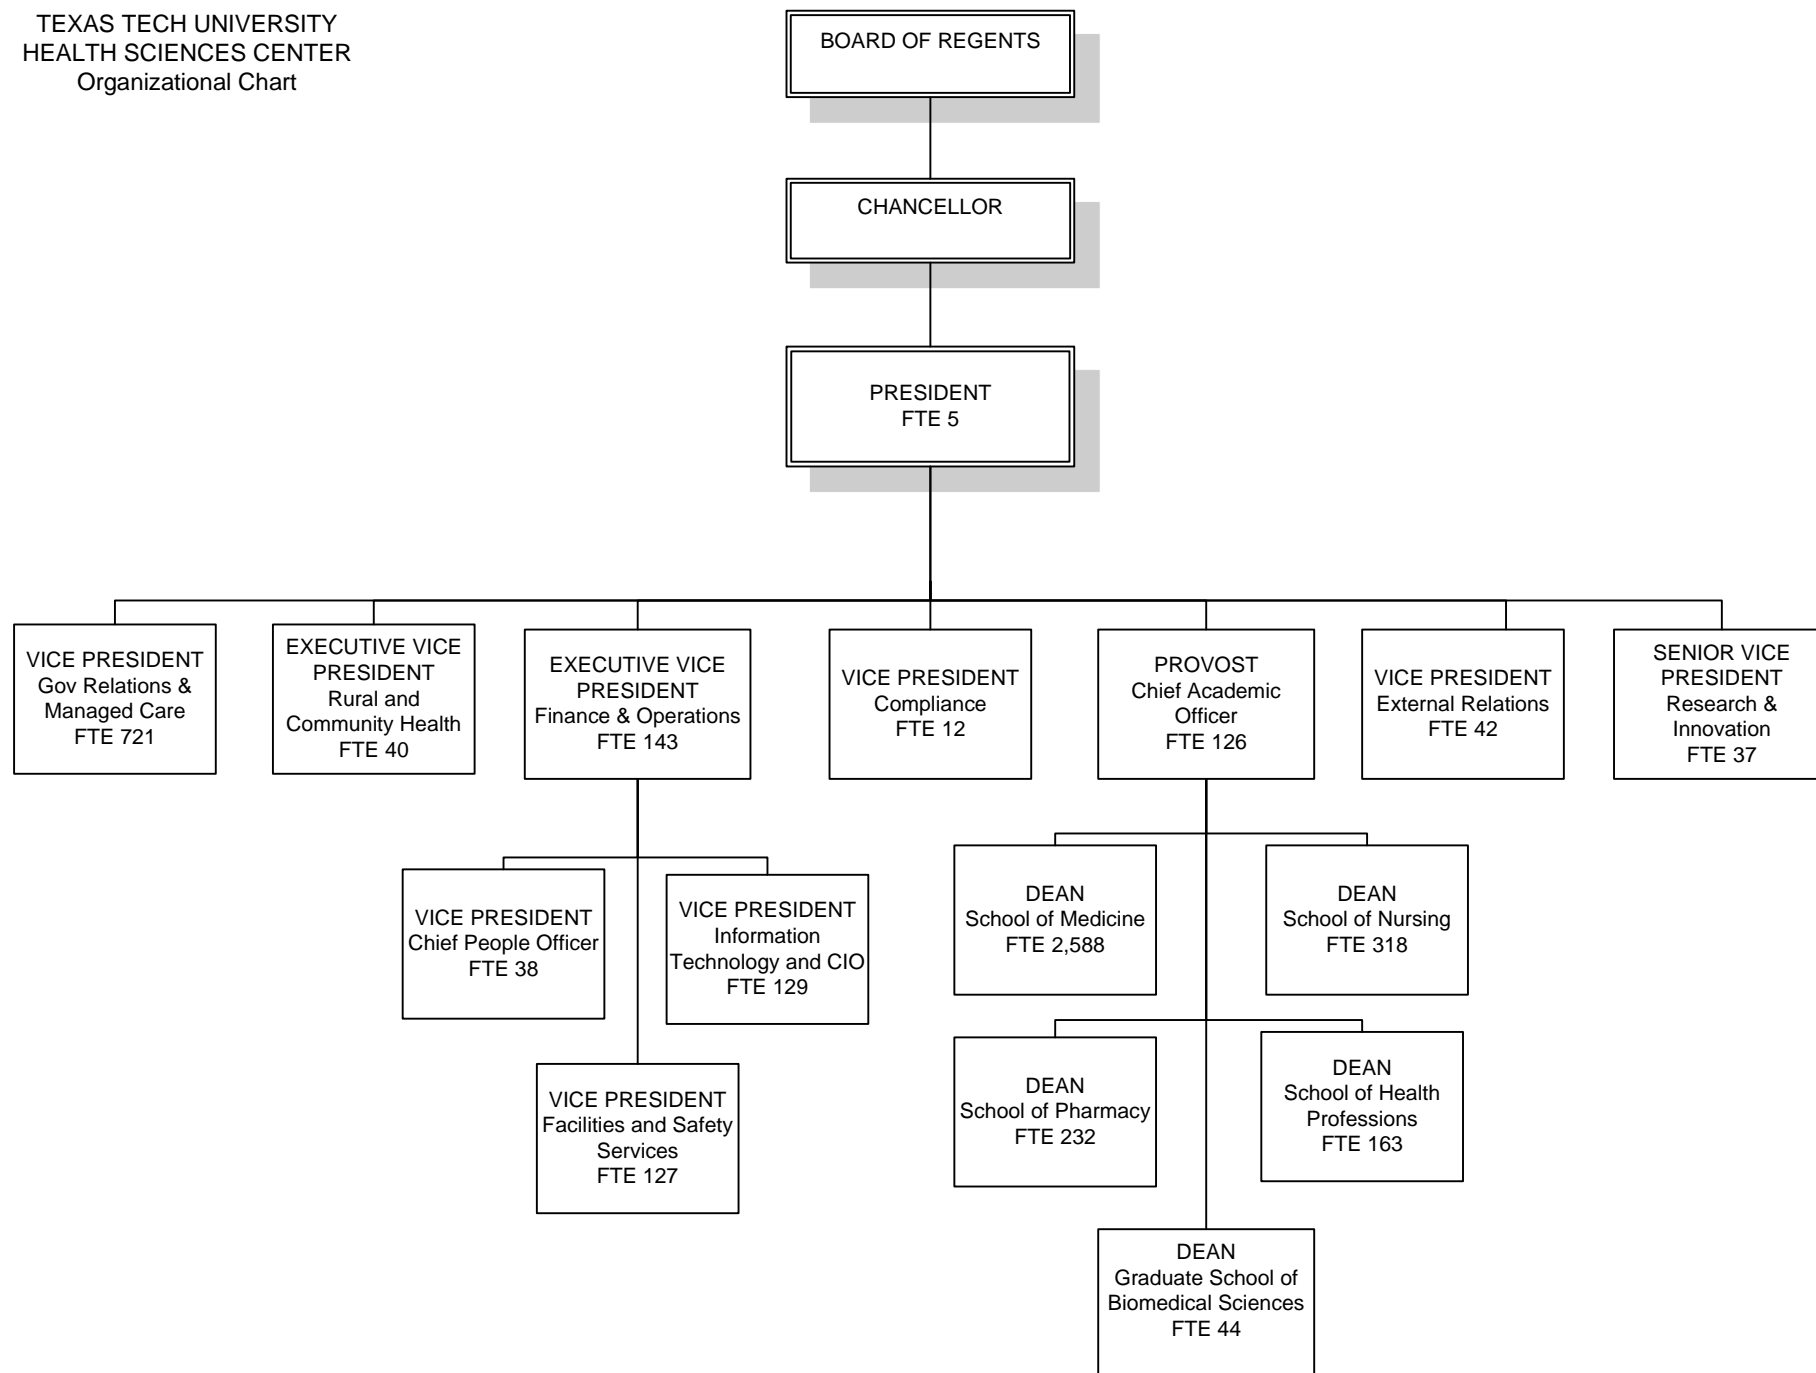 TEXAS TECH UNIVERSITY
HEALTH SCIENCES CENTER
Organizational Chart
BOARD OF REGENTS
CHANCELLOR
PRESIDENT
FTE 5
VICE PRESIDENT
Gov Relations &
Managed Care
FTE 721
EXECUTIVE VICE
PRESIDENT
Rural and
Community Health
FTE 40
EXECUTIVE VICE
PRESIDENT
Finance & Operations
FTE 143
VICE PRESIDENT
Compliance
FTE 12
PROVOST
Chief Academic
Officer
FTE 126
VICE PRESIDENT
External Relations
FTE 42
SENIOR VICE
PRESIDENT
Research &
Innovation
FTE 37
VICE PRESIDENT
Chief People Officer
FTE 38
VICE PRESIDENT
Information
Technology and CIO
FTE 129
VICE PRESIDENT
Facilities and Safety
Services
FTE 127
DEAN
School of Medicine
FTE 2,588
DEAN
School of Nursing
FTE 318
DEAN
School of Pharmacy
FTE 232
DEAN
School of Health
Professions
FTE 163
DEAN
Graduate School of
Biomedical Sciences
FTE 44